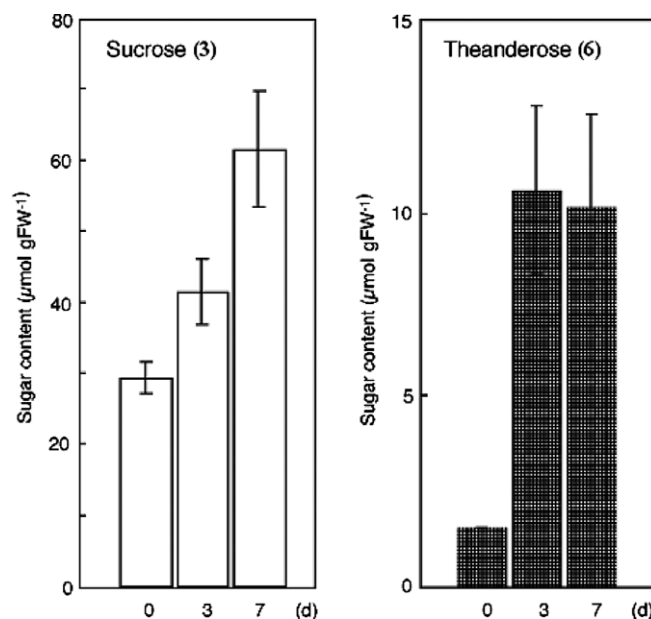 80
Sucrose (3)
60
40
20
0
Sugar content (µmol gFW-1)
0 3 7 (d)
15
Theanderose (6)
10
5
0
Sugar content (µmol gFW-1)
0 3 7 (d)